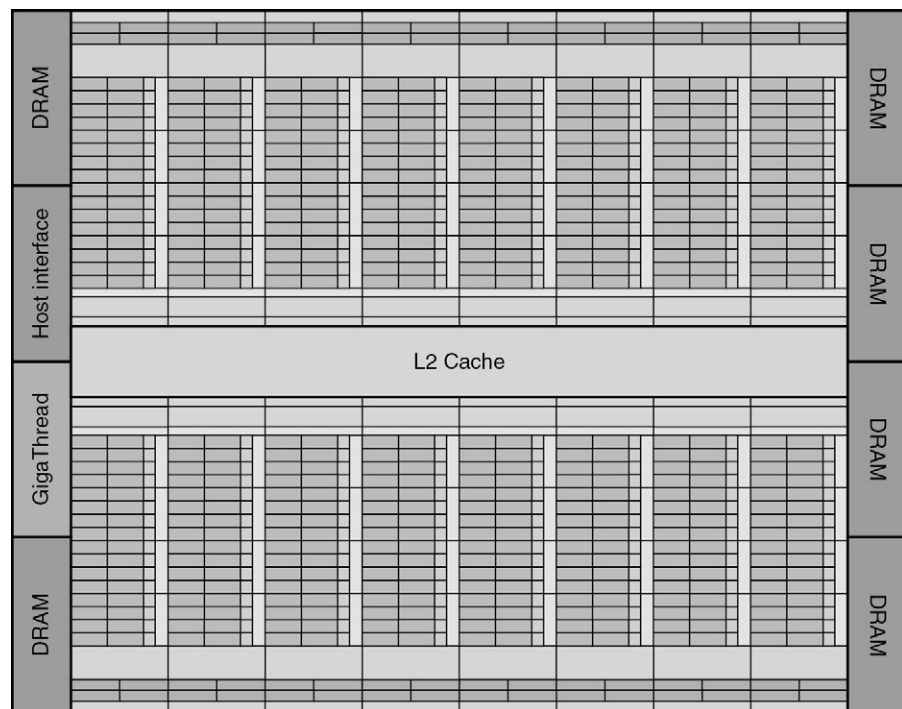 DRAM
Host interface
GigaThread
DRAM
L2 Cache
DRAM
DRAM
DRAM
DRAM